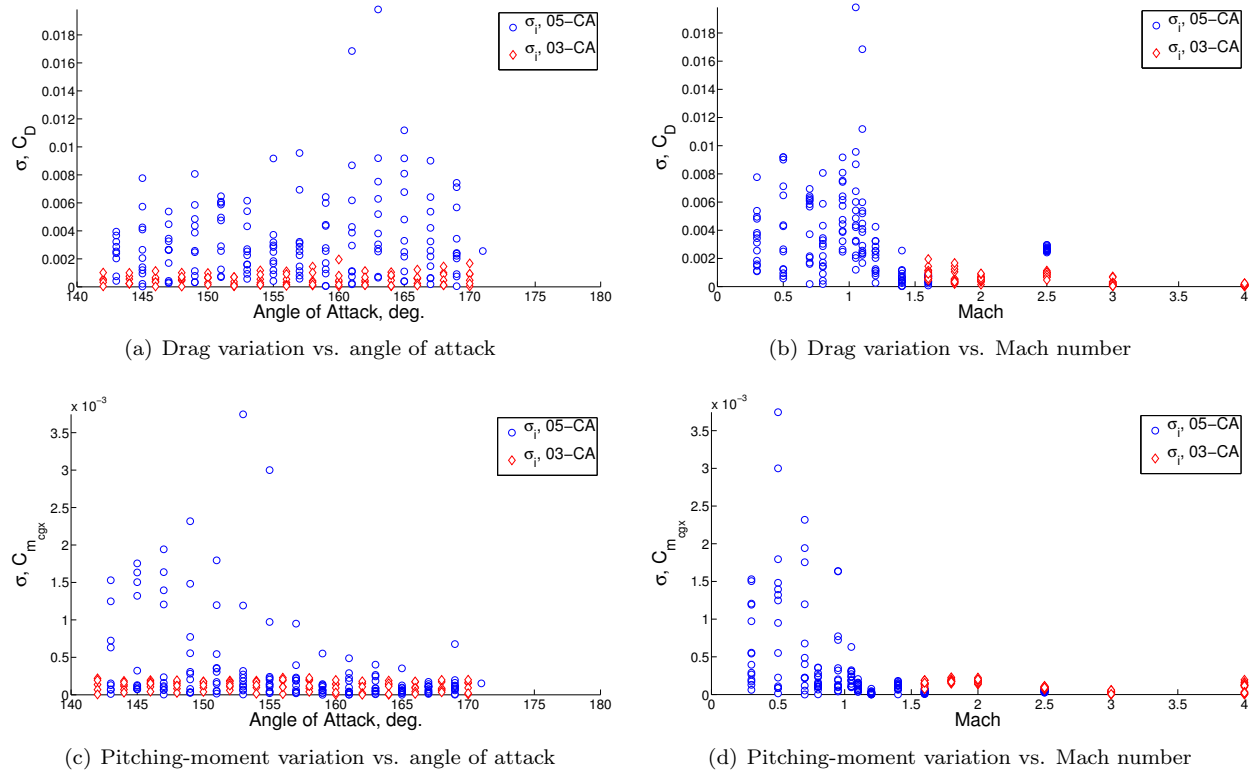 0.018
0.016
0.014
0.012
0.01
0.008
0.006
0.004
0.002
0
σ, C_D
140 145 150 155 160 165 170 175 180
Angle of Attack, deg.
σ_i, 05−CA
σ_i, 03−CA
(a) Drag variation vs. angle of attack
0.018
0.016
0.014
0.012
0.01
0.008
0.006
0.004
0.002
0
σ, C_D
0 0.5 1 1.5 2 2.5 3 3.5 4
Mach
σ_i, 05−CA
σ_i, 03−CA
(b) Drag variation vs. Mach number
x 10^−3
3.5
3
2.5
2
1.5
1
0.5
0
σ, C_m_cgx
140 145 150 155 160 165 170 175 180
Angle of Attack, deg.
σ_i, 05−CA
σ_i, 03−CA
(c) Pitching-moment variation vs. angle of attack
x 10^−3
3.5
3
2.5
2
1.5
1
0.5
0
σ, C_m_cgx
0 0.5 1 1.5 2 2.5 3 3.5 4
Mach
σ_i, 05−CA
σ_i, 03−CA
(d) Pitching-moment variation vs. Mach number